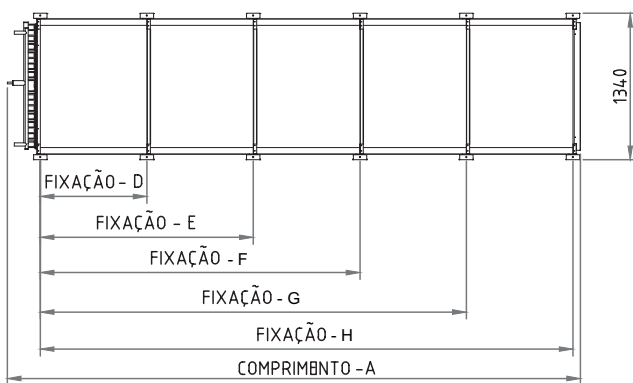 1340
FIXAÇÃO - D
FIXAÇÃO - E
FIXAÇÃO - F
FIXAÇÃO - G
FIXAÇÃO - H
COMPRIMENTO - A